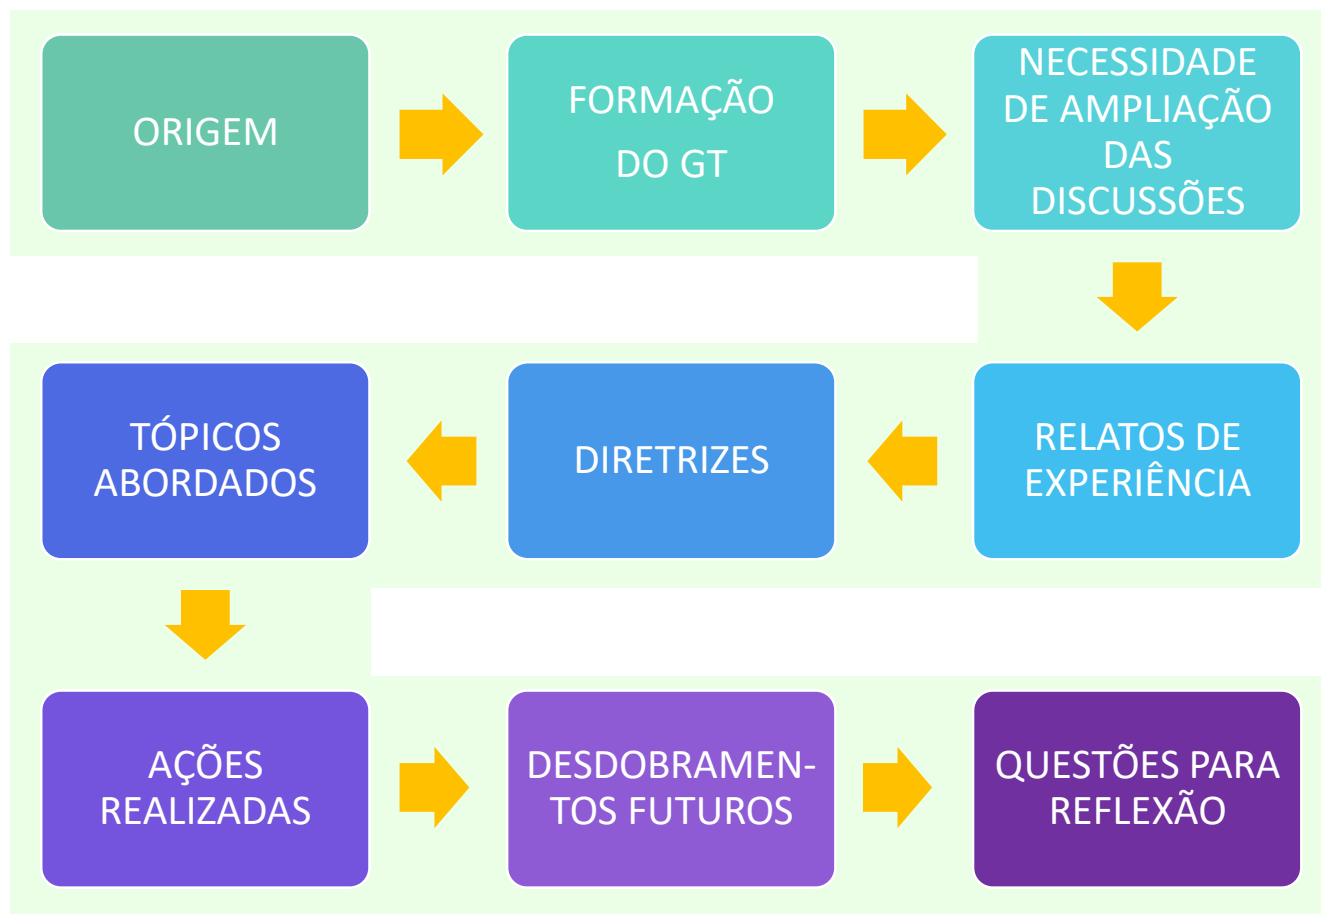 ORIGEM
FORMAÇÃO
DO GT
NECESSIDADE
DE AMPLIAÇÃO
DAS
DISCUSSÕES
RELATOS DE
EXPERIÊNCIA
DIRETRIZES
TÓPICOS
ABORDADOS
AÇÕES
REALIZADAS
DESDOBRAMEN-
TOS FUTUROS
QUESTÕES PARA
REFLEXÃO